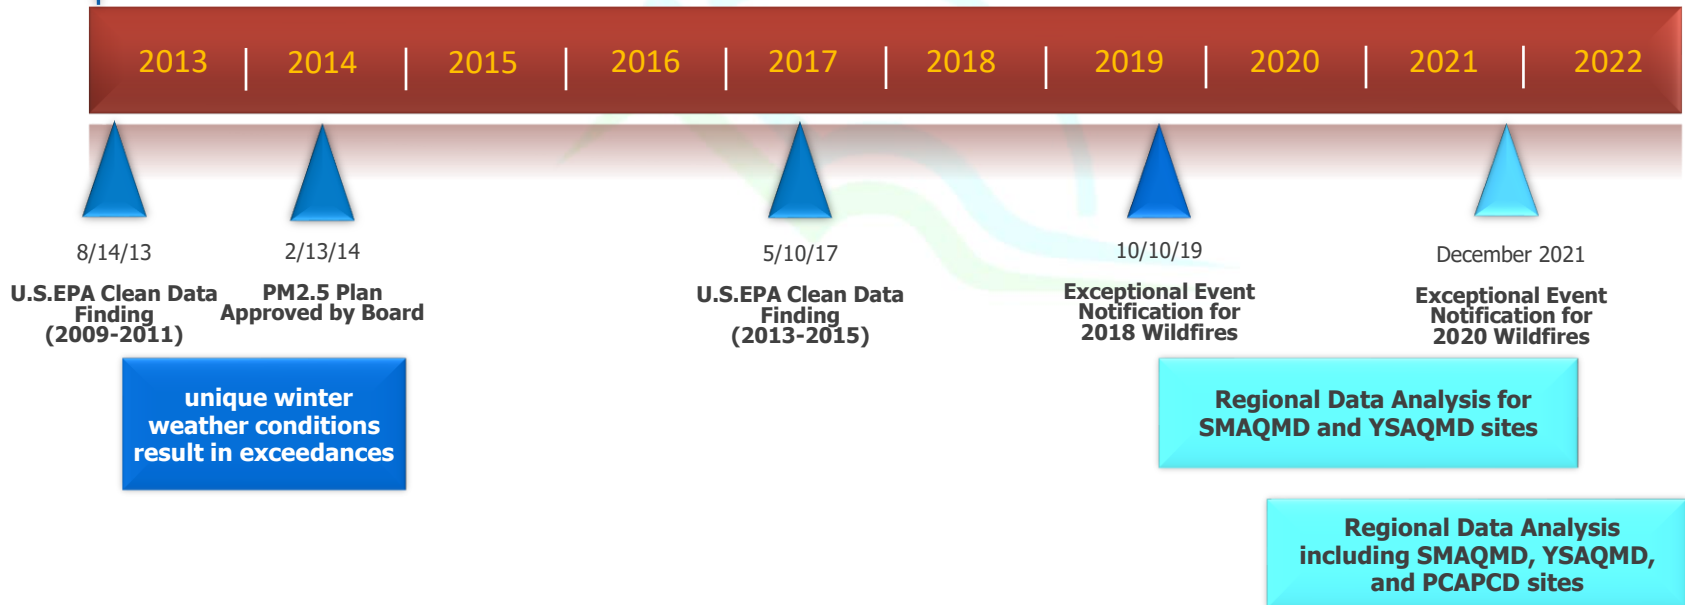 2013 2014 2015 2016 2017 2018 2019 2020 2021 2022
8/14/13
U.S.EPA Clean Data
Finding
(2009-2011)
2/13/14
PM2.5 Plan
Approved by Board
5/10/17
U.S.EPA Clean Data
Finding
(2013-2015)
10/10/19
Exceptional Event
Notification for
2018 Wildfires
December 2021
Exceptional Event
Notification for
2020 Wildfires
unique winter
weather conditions
result in exceedances
Regional Data Analysis for
SMAQMD and YSAQMD sites
Regional Data Analysis
including SMAQMD, YSAQMD,
and PCAPCD sites